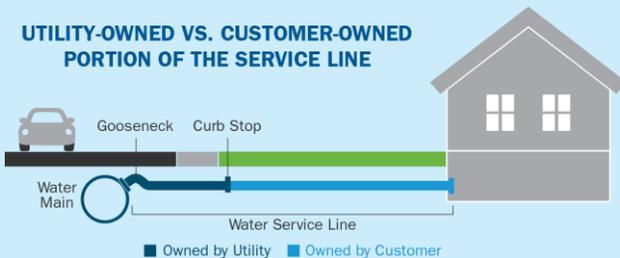 UTILITY-OWNED VS. CUSTOMER-OWNED
PORTION OF THE SERVICE LINE
Gooseneck
Curb Stop
Water
Main
Water Service Line
Owned by Utility
Owned by Customer